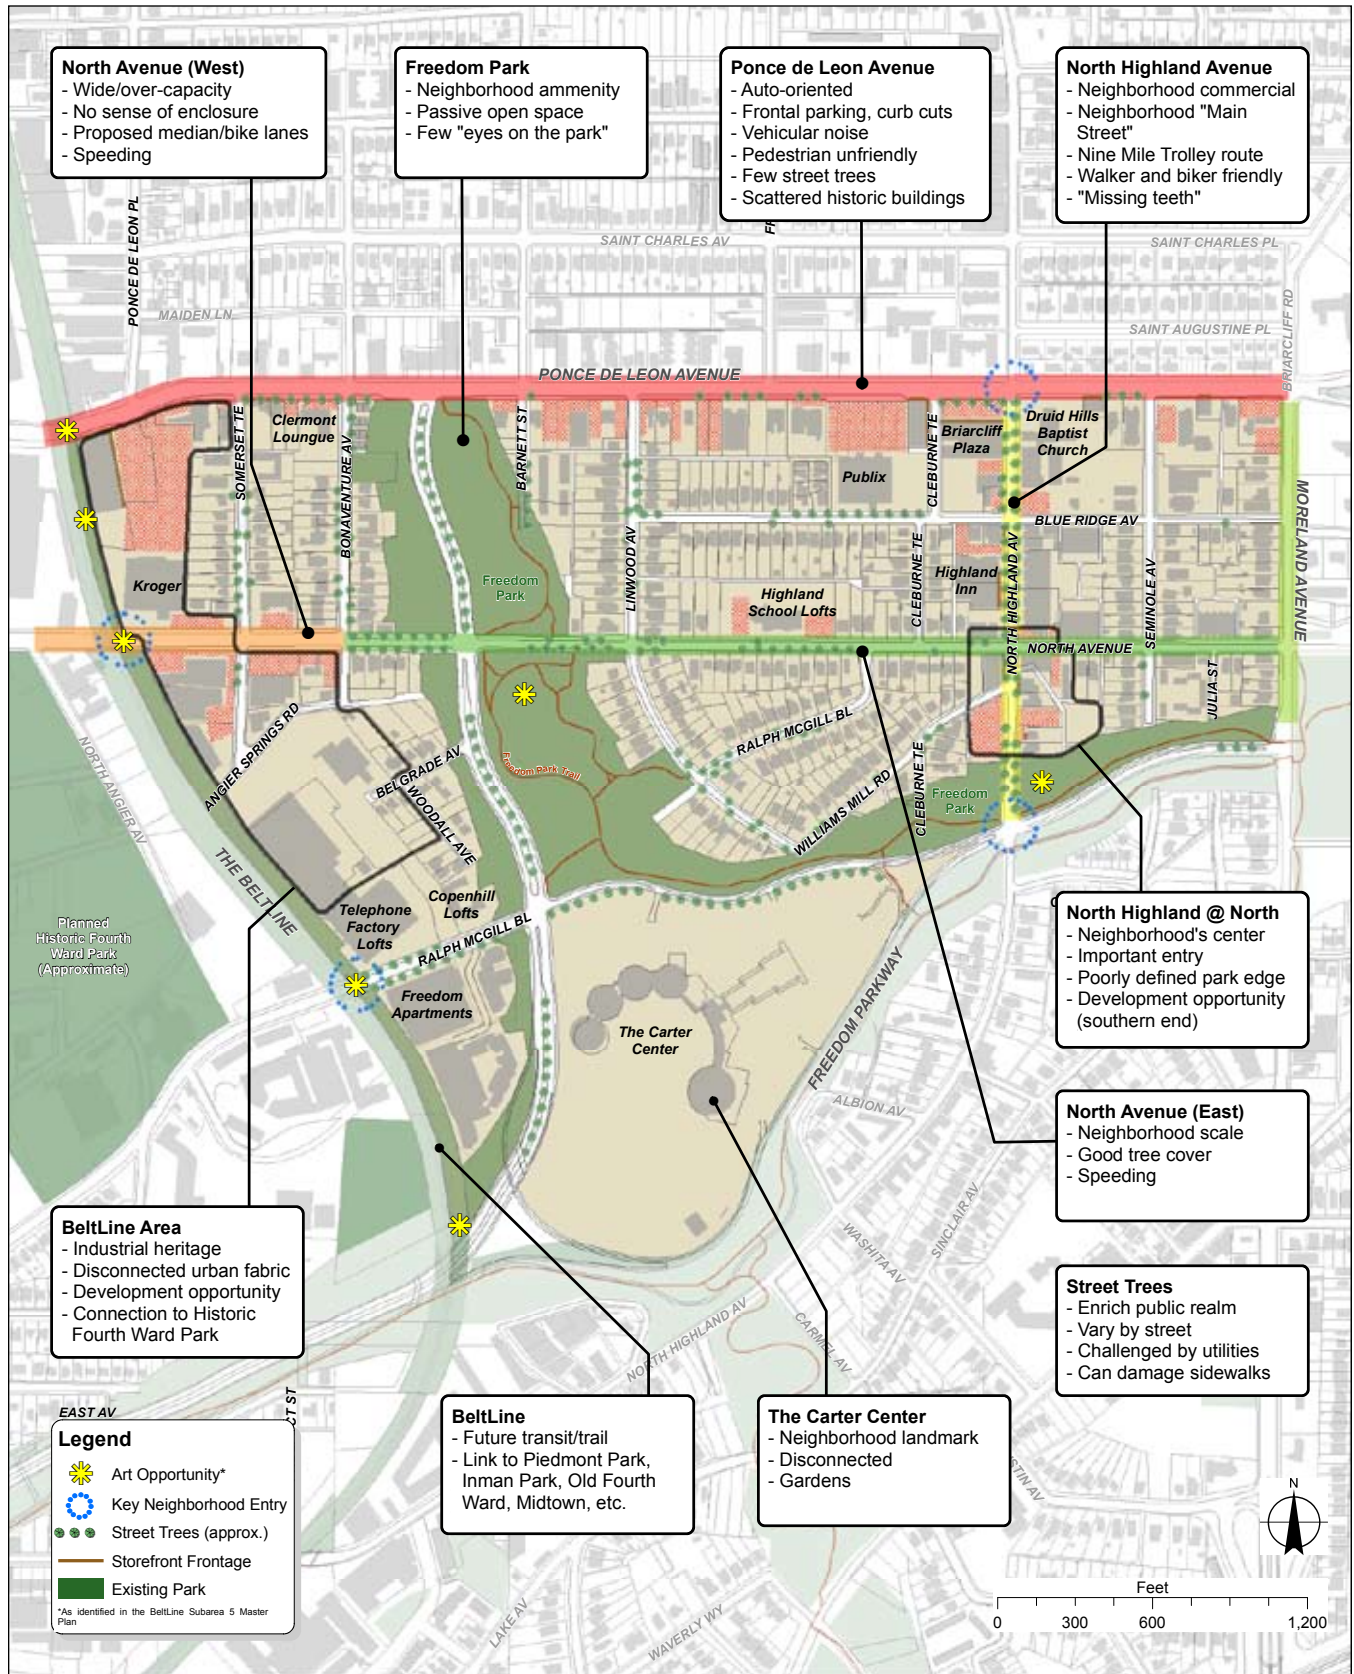 North Avenue (West)
- Wide/over-capacity
- No sense of enclosure
- Proposed median/bike lanes
- Speeding
Freedom Park
- Neighborhood ammenity
- Passive open space
- Few "eyes on the park"
Ponce de Leon Avenue
- Auto-oriented
- Frontal parking, curb cuts
- Vehicular noise
- Pedestrian unfriendly
- Few street trees
- Scattered historic buildings
North Highland Avenue
- Neighborhood commercial
- Neighborhood "Main
Street"
- Nine Mile Trolley route
- Walker and biker friendly
- "Missing teeth"
PONCE DE LEON PL
SAINT CHARLES AV
SAINT CHARLES PL
MAIDEN LN
SAINT AUGUSTINE PL
BRIARCLIFF RD
PONCE DE LEON AVENUE
SOMERSET TE
Clermont
Loungue
BONAVENTURE AV
BARNETT ST
CLEBURNE TE
Briarcliff
Plaza
Druid Hills
Baptist
Church
Publix
LINWOOD AV
BLUE RIDGE AV
MORELAND AVENUE
Kroger
Freedom
Park
Highland
School Lofts
CLEBURNE TE
Highland
Inn
NORTH HIGHLAND AV
SEMINOLE AV
NORTH AVENUE
JULIA ST
NORTH ANGIER AV
ANGIER SPRINGS RD
BELGRADE AV
WOODALL AVE
Freedom Park Trail
RALPH MCGILL BL
WILLIAMS MILL RD
CLEBURNE TE
Freedom
Park
THE BELTLINE
Planned
Historic Fourth
Ward Park
(Approximate)
Telephone
Factory
Lofts
Copenhill
Lofts
RALPH MCGILL BL
Freedom
Apartments
The Carter
Center
FREEDOM PARKWAY
North Highland @ North
- Neighborhood's center
- Important entry
- Poorly defined park edge
- Development opportunity
(southern end)
ALBION AV
North Avenue (East)
- Neighborhood scale
- Good tree cover
- Speeding
SINCLAIR AV
WASHITA AV
BeltLine Area
- Industrial heritage
- Disconnected urban fabric
- Development opportunity
- Connection to Historic
Fourth Ward Park
Street Trees
- Enrich public realm
- Vary by street
- Challenged by utilities
- Can damage sidewalks
NORTH HIGHLAND AV
CARMEL AV
BeltLine
- Future transit/trail
- Link to Piedmont Park,
Inman Park, Old Fourth
Ward, Midtown, etc.
The Carter Center
- Neighborhood landmark
- Disconnected
- Gardens
EAST AV
CT ST
Legend
Art Opportunity*
Key Neighborhood Entry
Street Trees (approx.)
Storefront Frontage
Existing Park
*As identified in the BeltLine Subarea 5 Master
Plan
LAKE AV
WAVERLY WY
N
Feet
0 300 600 1,200